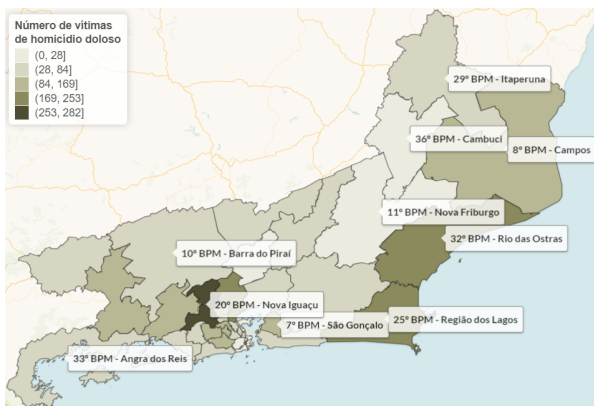 Número de vítimas
de homicídio doloso
(0, 28]
(28, 84]
(84, 169]
(169, 253]
(253, 282]
29º BPM - Itaperuna
36º BPM - Cambuci
8º BPM - Campos
11º BPM - Nova Friburgo
32º BPM - Rio das Ostras
10º BPM - Barra do Piraí
20º BPM - Nova Iguaçu
7º BPM - São Gonçalo
25º BPM - Região dos Lagos
33º BPM - Angra dos Reis